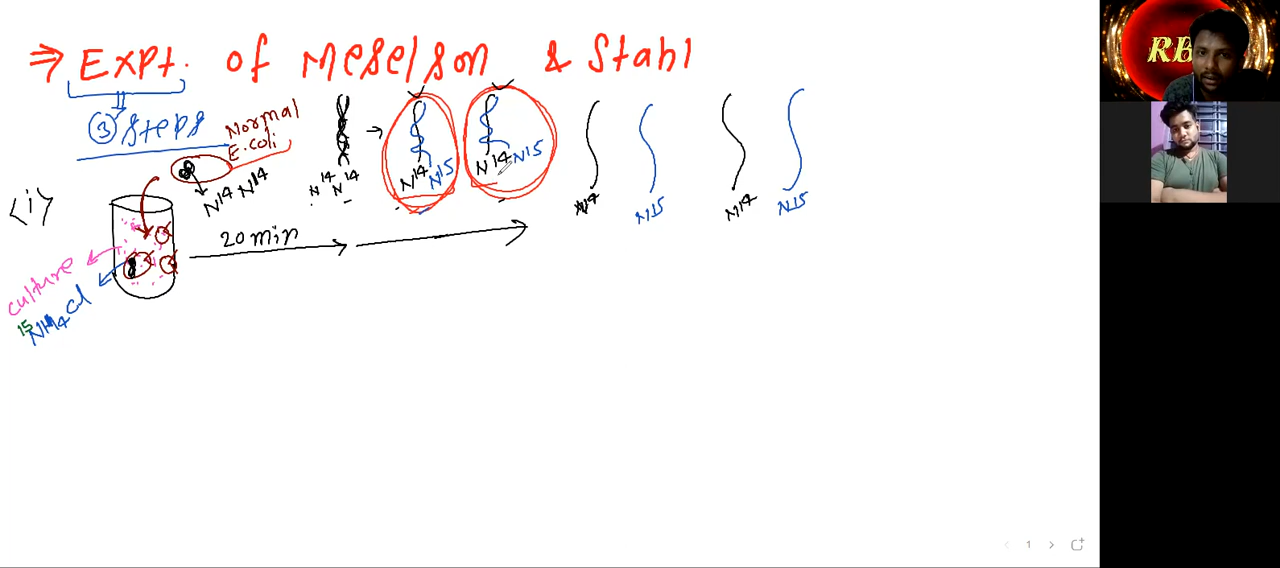 ⇒ Expt. of Meselson & Stahl
③ steps
Normal
E.coli
N14 N14
<i>
20 min
culture
15NH4Cl
N14 N14
N14 N15
N14 N15
N14
N15
N14
N15
RB
1